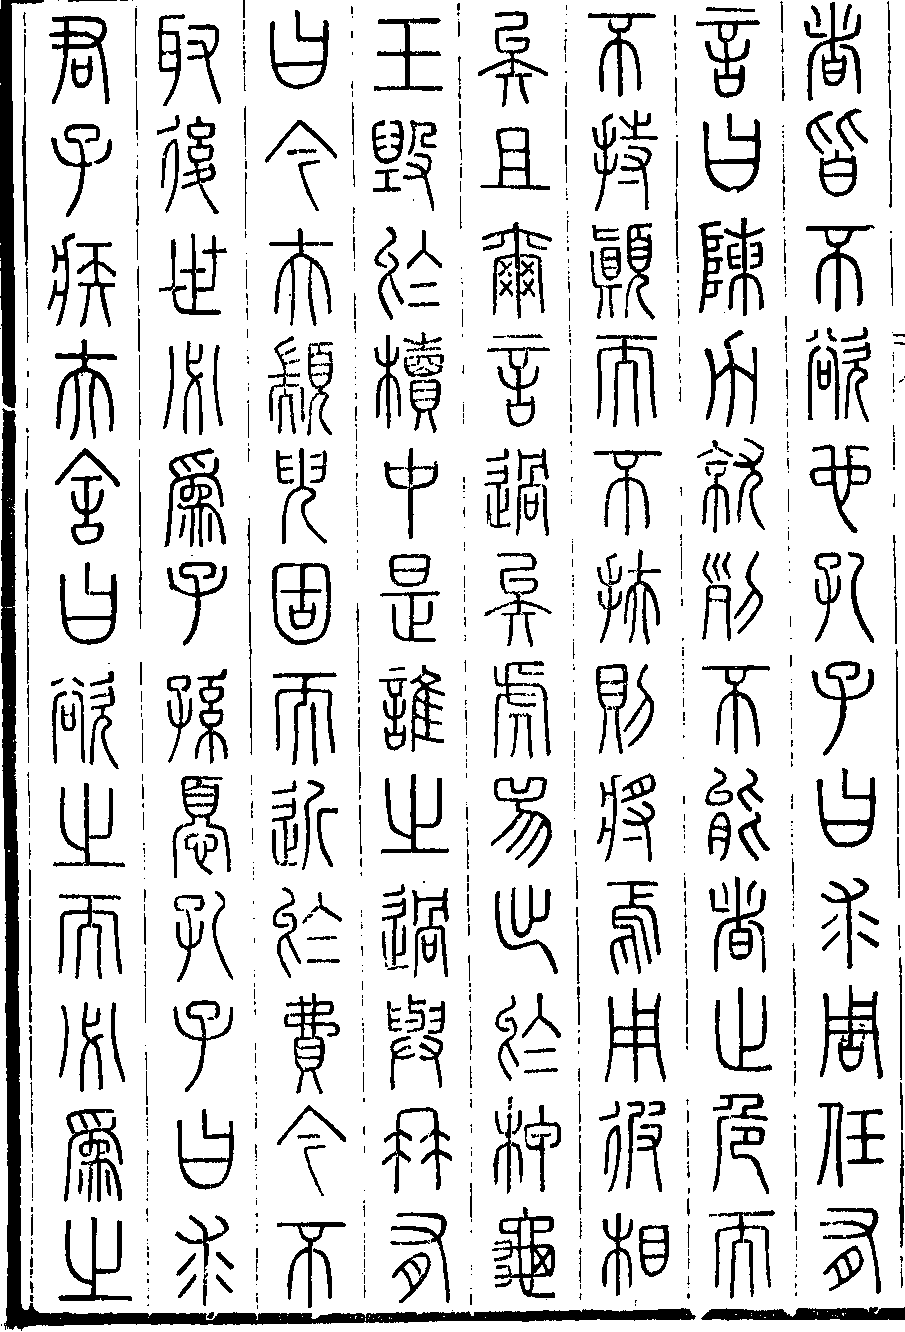 者皆不欲也孔子曰求周任有
言曰陳力就列不能者止危而
不持顛而不扶則將焉用彼相
矣且爾言過矣虎兕出於柙龜
玉毀於櫝中是誰之過與冉有
曰今夫顓臾固而近於費今不
取後世必爲子孫憂孔子曰求
君子疾夫舍曰欲之而必爲之